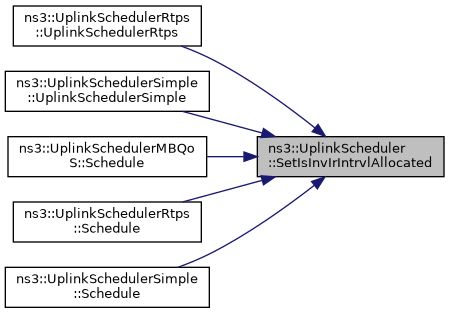 ns3::UplinkSchedulerRtps
::UplinkSchedulerRtps
ns3::UplinkSchedulerSimple
::UplinkSchedulerSimple
ns3::UplinkSchedulerMBQo
S::Schedule
ns3::UplinkSchedulerRtps
::Schedule
ns3::UplinkSchedulerSimple
::Schedule
ns3::UplinkScheduler
::SetIsInvIrIntrvlAllocated